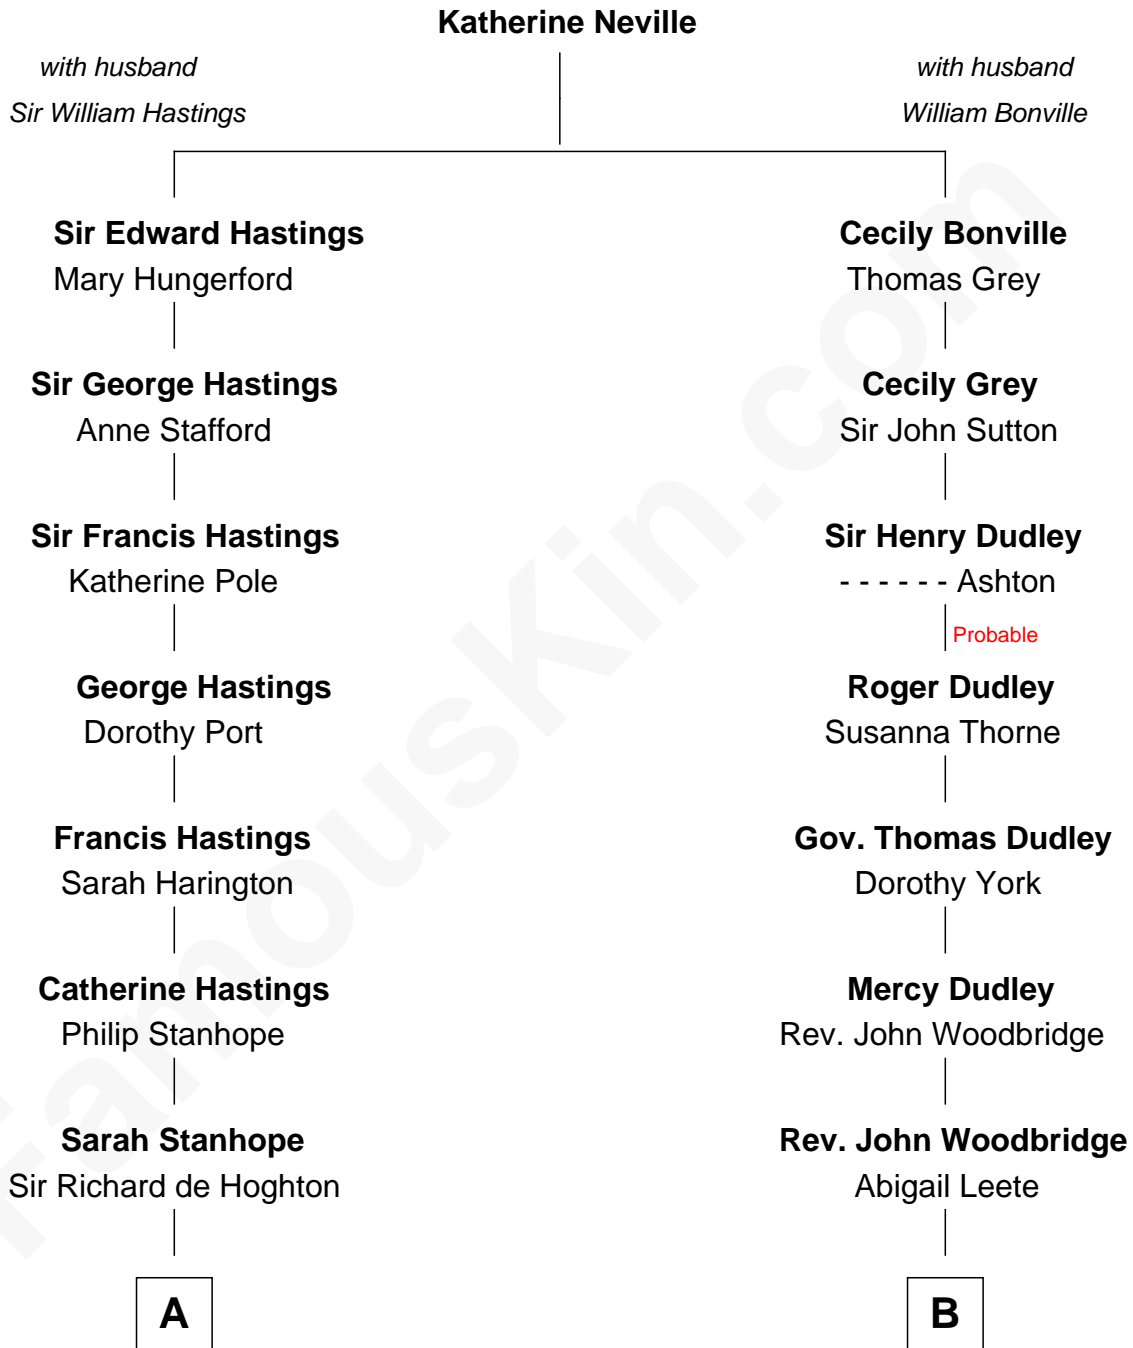 Katherine Neville
with husband
Sir William Hastings
with husband
William Bonville
Sir Edward Hastings
Mary Hungerford
Sir George Hastings
Anne Stafford
Sir Francis Hastings
Katherine Pole
George Hastings
Dorothy Port
Francis Hastings
Sarah Harington
Catherine Hastings
Philip Stanhope
Sarah Stanhope
Sir Richard de Hoghton
A
Cecily Bonville
Thomas Grey
Cecily Grey
Sir John Sutton
Sir Henry Dudley
- - - - - - Ashton
Probable
Roger Dudley
Susanna Thorne
Gov. Thomas Dudley
Dorothy York
Mercy Dudley
Rev. John Woodbridge
Rev. John Woodbridge
Abigail Leete
B
FamousKin.com